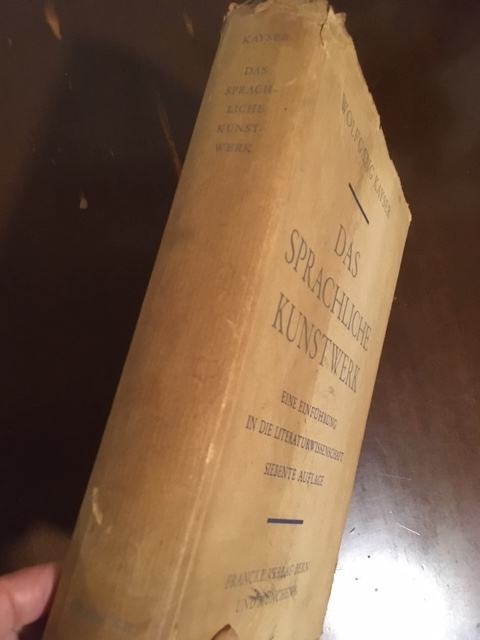 KAYSER
DAS
SPRACH-
LICHE
KUNST-
WERK
WOLFGANG KAYSER
DAS
SPRACHLICHE
KUNSTWERK
EINE EINFÜHRUNG
IN DIE LITERATURWISSENSCHAFT
SIEBENTE AUFLAGE
FRANCKE VERLAG BERN
UND MÜNCHEN